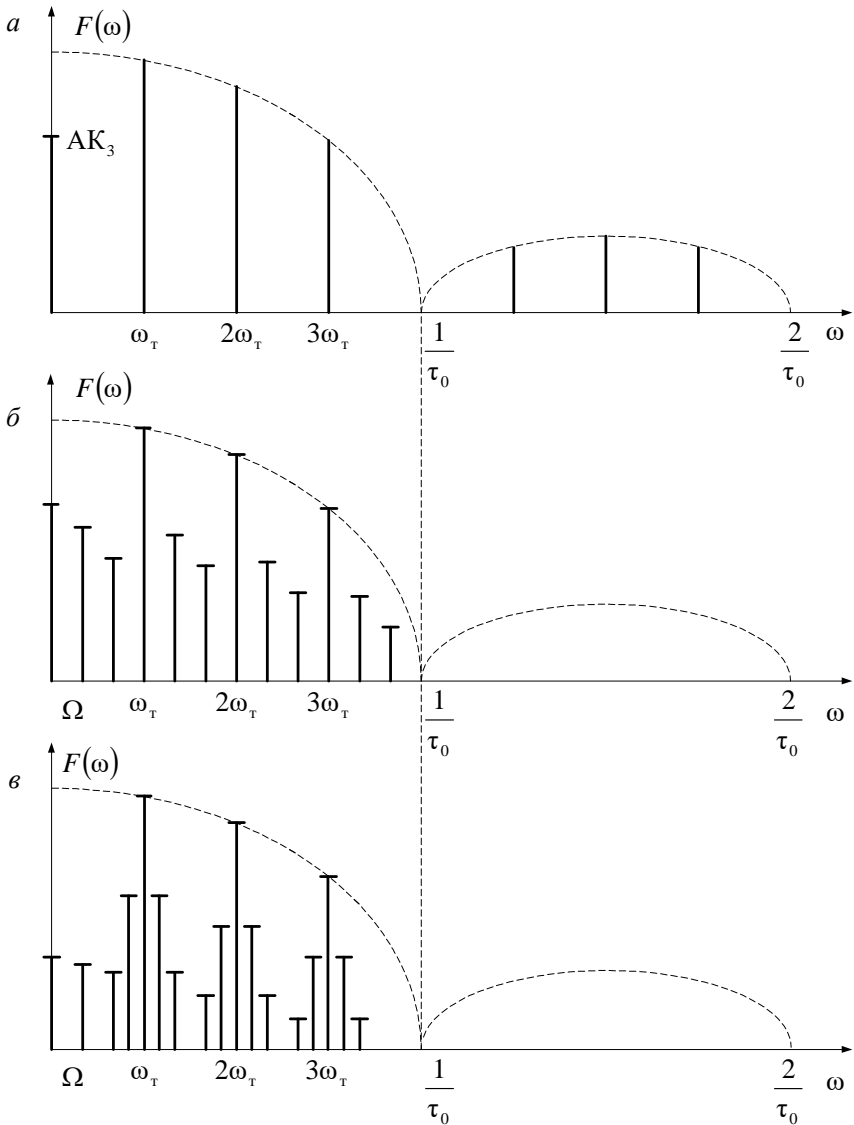 а
F(ω)
АК₃
ω_т 2ω_т 3ω_т 1/τ₀ 2/τ₀ ω
б
F(ω)
Ω ω_т 2ω_т 3ω_т 1/τ₀ 2/τ₀ ω
в
F(ω)
Ω ω_т 2ω_т 3ω_т 1/τ₀ 2/τ₀ ω